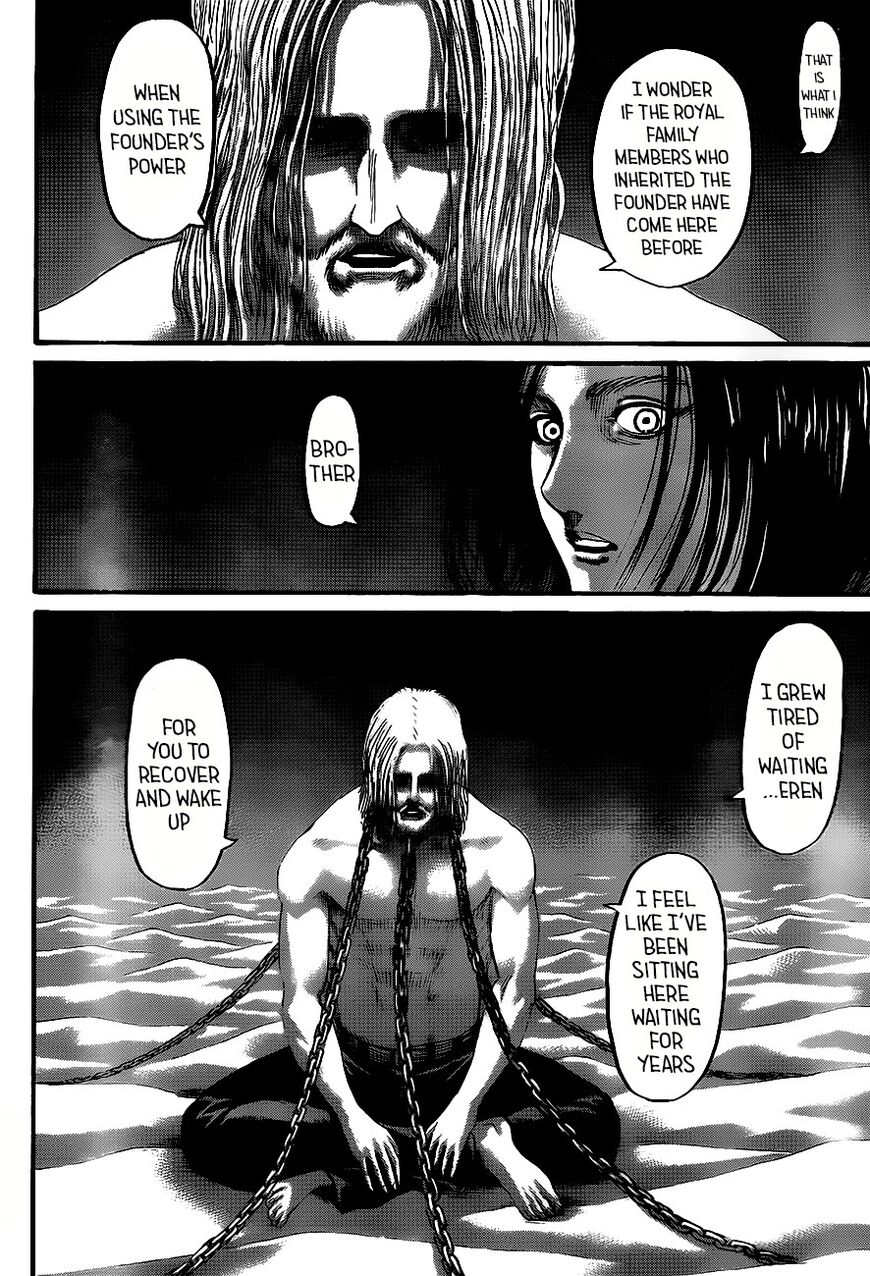 THAT
IS
WHAT I
THINK
I WONDER
IF THE ROYAL
FAMILY
MEMBERS WHO
INHERITED THE
FOUNDER HAVE
COME HERE
BEFORE
WHEN
USING THE
FOUNDER'S
POWER
BRO-
THER
I GREW
TIRED
OF
WAITING
...EREN
FOR
YOU TO
RECOVER
AND WAKE
UP
I FEEL
LIKE I'VE
BEEN
SITTING
HERE
WAITING
FOR
YEARS